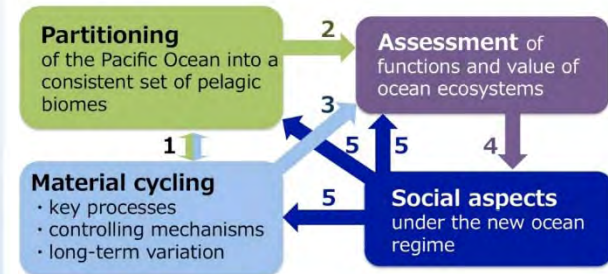 Partitioning
of the Pacific Ocean into a
consistent set of pelagic
biomes
2
Assessment of
functions and value of
ocean ecosystems
1
3
5
5
4
Material cycling
・key processes
・controlling mechanisms
・long-term variation
5
Social aspects
under the new ocean
regime